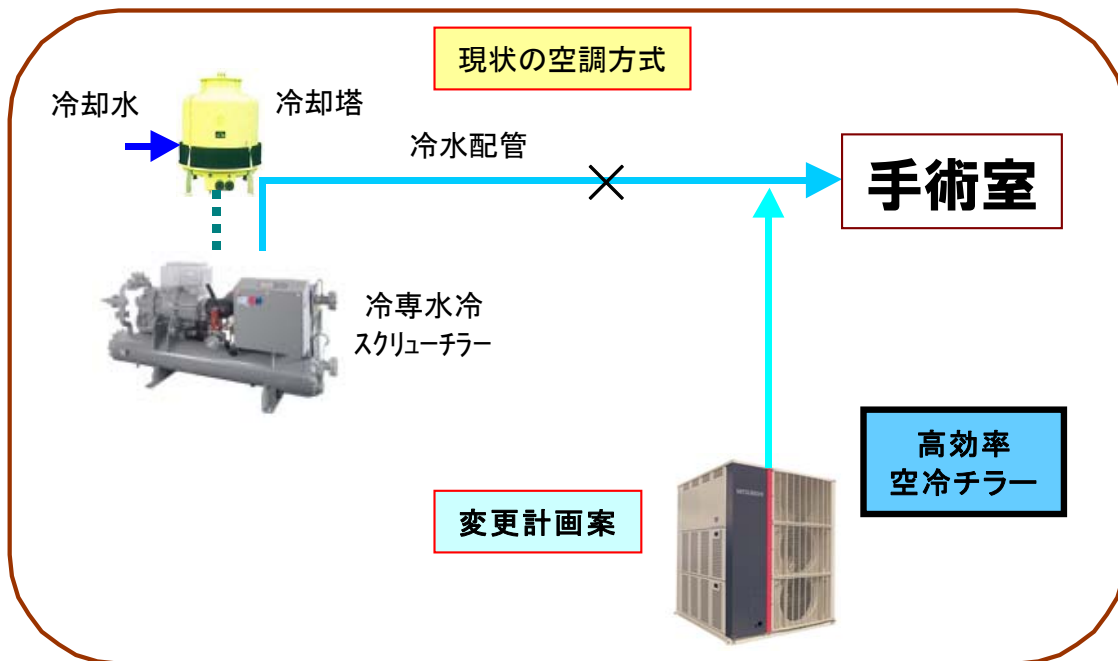 現状の空調方式
冷却水
冷却塔
冷水配管
手術室
冷専水冷
スクリューチラー
高効率
空冷チラー
変更計画案
MITSUBISHI